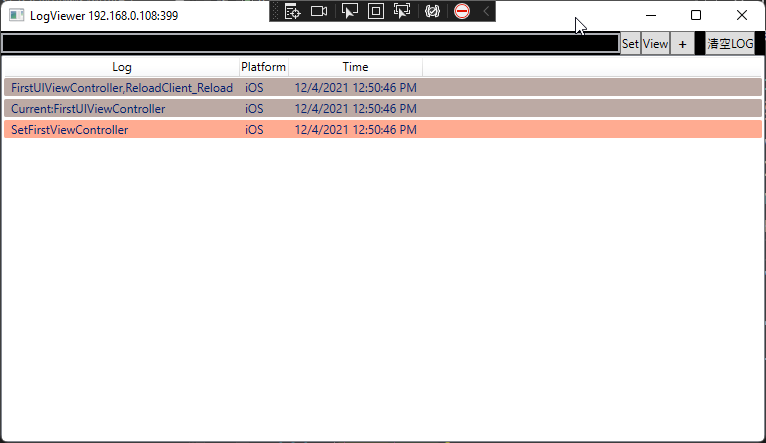 LogViewer 192.168.0.108:399
Set View + 清空LOG
Log Platform Time
FirstUIViewController,ReloadClient_Reload iOS 12/4/2021 12:50:46 PM
Current:FirstUIViewController iOS 12/4/2021 12:50:46 PM
SetFirstViewController iOS 12/4/2021 12:50:46 PM